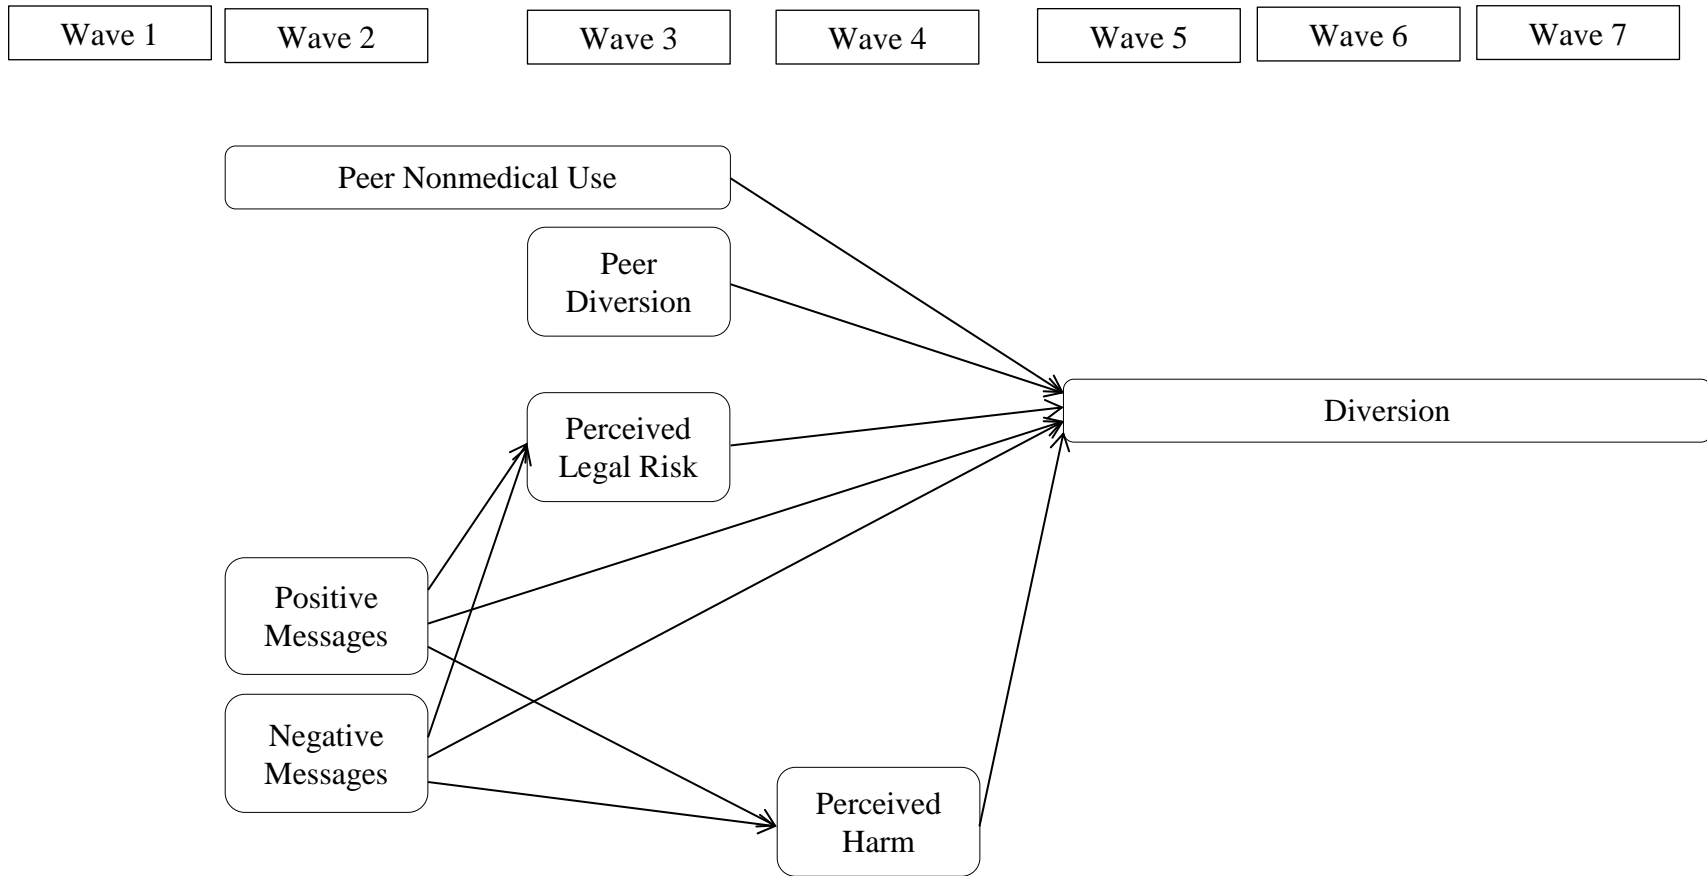 Wave 1
Wave 2
Wave 3
Wave 4
Wave 5
Wave 6
Wave 7
Peer Nonmedical Use
Peer
Diversion
Diversion
Perceived
Legal Risk
Positive
Messages
Negative
Messages
Perceived
Harm